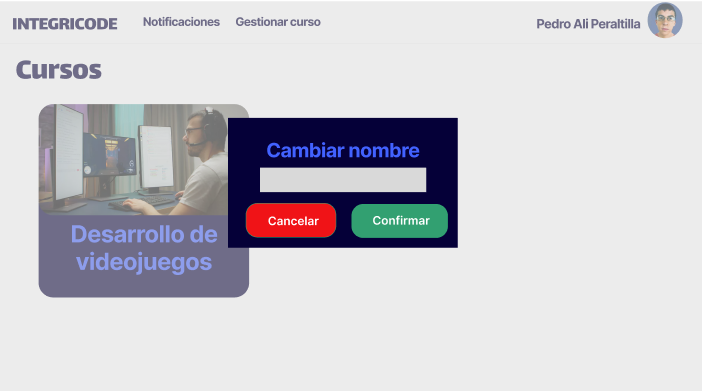 INTEGRICODE
Notificaciones
Gestionar curso
Pedro Ali Peraltilla
Cursos
Desarrollo de
videojuegos
Cambiar nombre
Cancelar
Confirmar